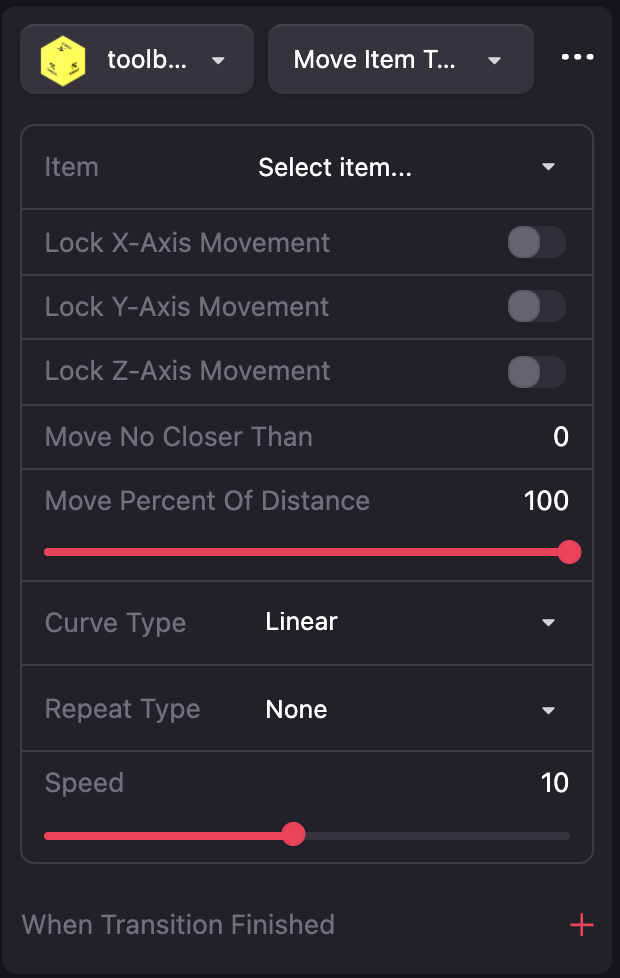 toolb...
Move Item T...
Item
Select item...
Lock X-Axis Movement
Lock Y-Axis Movement
Lock Z-Axis Movement
Move No Closer Than
0
Move Percent Of Distance
100
Curve Type
Linear
Repeat Type
None
Speed
10
When Transition Finished